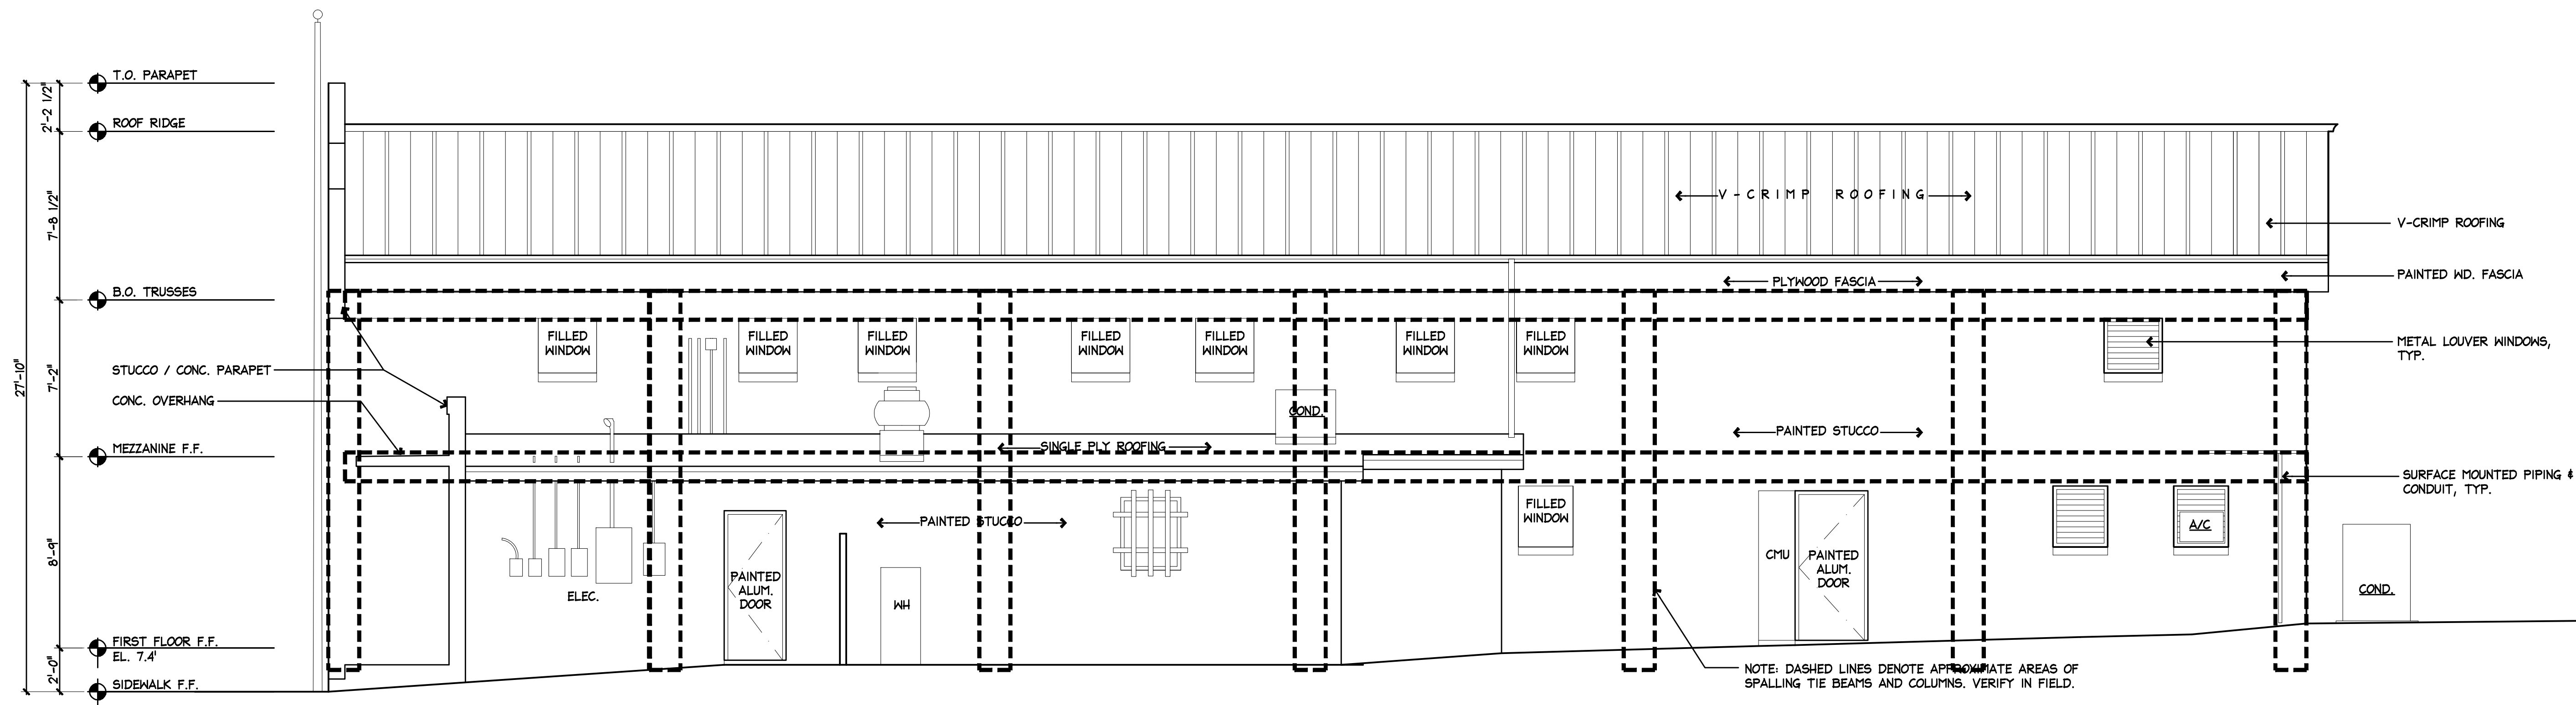 T.O. PARAPET
ROOF RIDGE
B.O. TRUSSES
STUCCO / CONC. PARAPET
CONC. OVERHANG
MEZZANINE F.F.
FIRST FLOOR F.F.
EL. 7.4'
SIDEWALK F.F.
27'-10"
2'-2 1/2"
7'-8 1/2"
7'-2"
8'-9"
2'-0"
V-CRIMP ROOFING
PLYWOOD FASCIA
FILLED
WINDOW
FILLED
WINDOW
FILLED
WINDOW
FILLED
WINDOW
FILLED
WINDOW
FILLED
WINDOW
FILLED
WINDOW
COND.
SINGLE PLY ROOFING
PAINTED STUCCO
PAINTED STUCCO
ELEC.
PAINTED
ALUM.
DOOR
WH
FILLED
WINDOW
CMU
PAINTED
ALUM.
DOOR
A/C
COND.
V-CRIMP ROOFING
PAINTED WD. FASCIA
METAL LOUVER WINDOWS,
TYP.
SURFACE MOUNTED PIPING &
CONDUIT, TYP.
NOTE: DASHED LINES DENOTE APPROXIMATE AREAS OF
SPALLING TIE BEAMS AND COLUMNS. VERIFY IN FIELD.